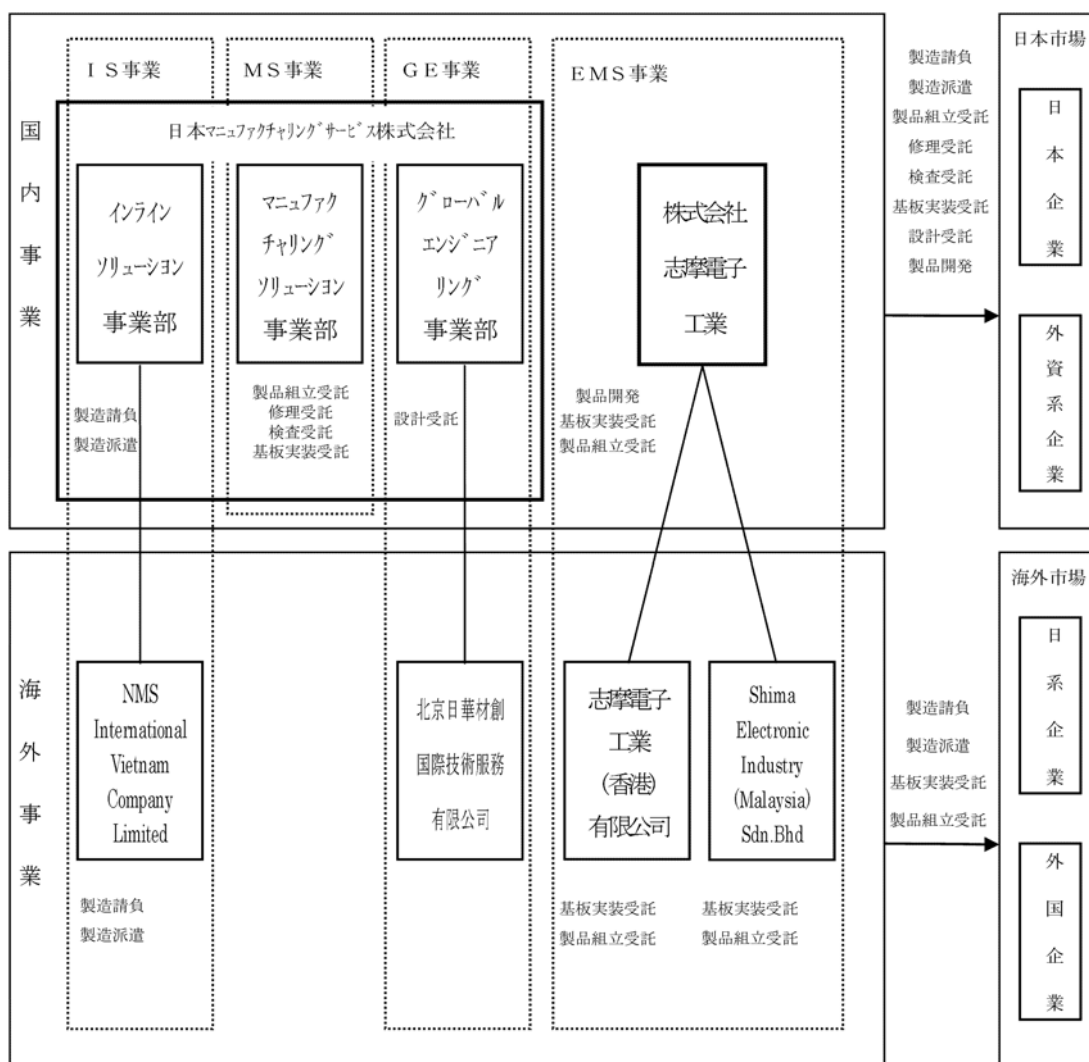 国内事業
ＩＳ事業
ＭＳ事業
ＧＥ事業
ＥＭＳ事業
日本ﾏﾆｭﾌｧｸﾁｬﾘﾝｸﾞｻｰﾋﾞｽ株式会社
インライン
ソリューション
事業部
マニュファク
チャリング
ソリューション
事業部
グローバル
エンジニア
リング
事業部
株式会社
志摩電子
工業
製造請負
製造派遣
製品組立受託
修理受託
検査受託
基板実装受託
設計受託
製品開発
基板実装受託
製品組立受託
製造請負
製造派遣
製品組立受託
修理受託
検査受託
基板実装受託
設計受託
製品開発
日本市場
日本企業
外資系企業
海外事業
NMS
International
Vietnam
Company
Limited
北京日華材創
国際技術服務
有限公司
志摩電子
工業
(香港)
有限公司
Shima
Electronic
Industry
(Malaysia)
Sdn.Bhd
製造請負
製造派遣
基板実装受託
製品組立受託
基板実装受託
製品組立受託
製造請負
製造派遣
基板実装受託
製品組立受託
海外市場
日系企業
外国企業